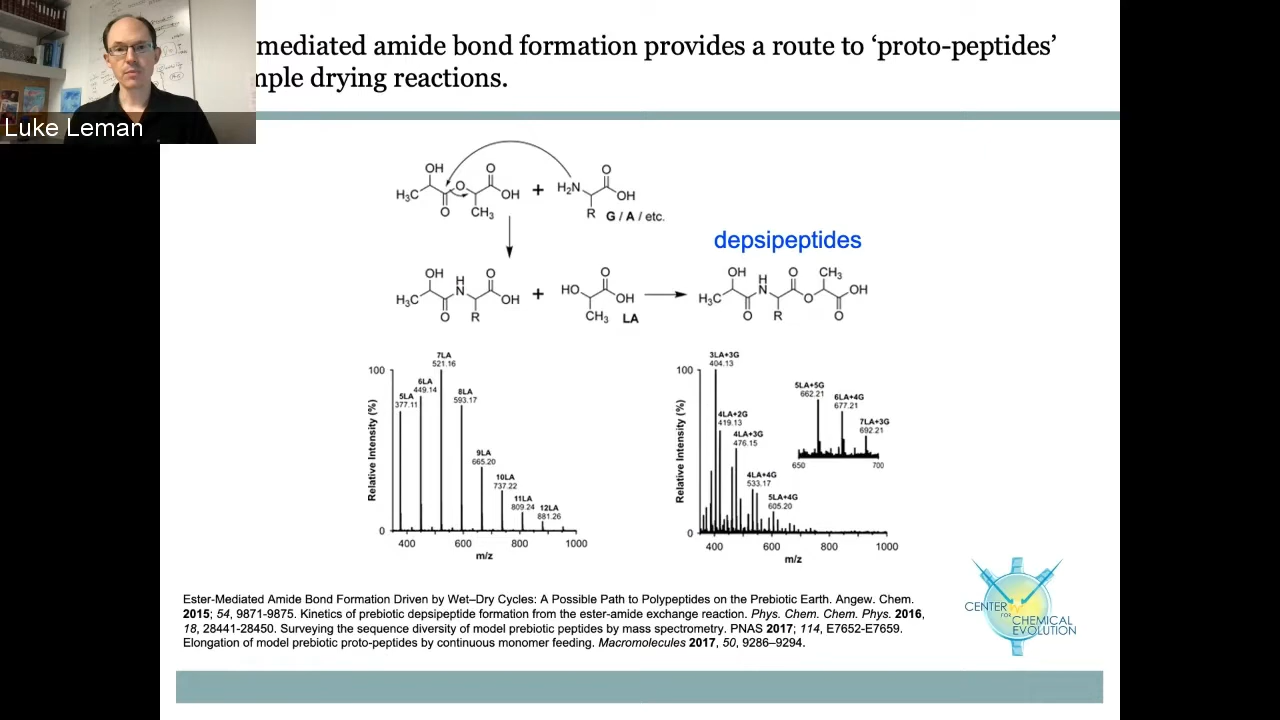 mediated amide bond formation provides a route to ‘proto-peptides’
mple drying reactions.
Luke Leman
OH
O
H₃C
O
OH
O
CH₃
+
H₂N
O
OH
R
G / A / etc.
depsipeptides
OH
H
N
O
H₃C
OH
O
R
+
O
HO
OH
CH₃
LA
OH
H
N
O
CH₃
H₃C
O
OH
O
R
O
100
Relative Intensity (%)
0
5LA
377.11
6LA
449.14
7LA
521.16
8LA
593.17
9LA
665.20
10LA
737.22
11LA
809.24
12LA
881.26
400 600 800 1000
m/z
100
Relative Intensity (%)
0
3LA+3G
404.13
4LA+2G
419.13
4LA+3G
476.15
4LA+4G
533.17
5LA+4G
605.20
5LA+5G
662.21
6LA+4G
677.21
7LA+3G
692.21
650 700
400 600 800 1000
m/z
Ester-Mediated Amide Bond Formation Driven by Wet–Dry Cycles: A Possible Path to Polypeptides on the Prebiotic Earth. Angew. Chem.
2015; 54, 9871-9875. Kinetics of prebiotic depsipeptide formation from the ester-amide exchange reaction. Phys. Chem. Chem. Phys. 2016,
18, 28441-28450. Surveying the sequence diversity of model prebiotic peptides by mass spectrometry. PNAS 2017; 114, E7652-E7659.
Elongation of model prebiotic proto-peptides by continuous monomer feeding. Macromolecules 2017, 50, 9286–9294.
CENTER
FOR
CHEMICAL
EVOLUTION